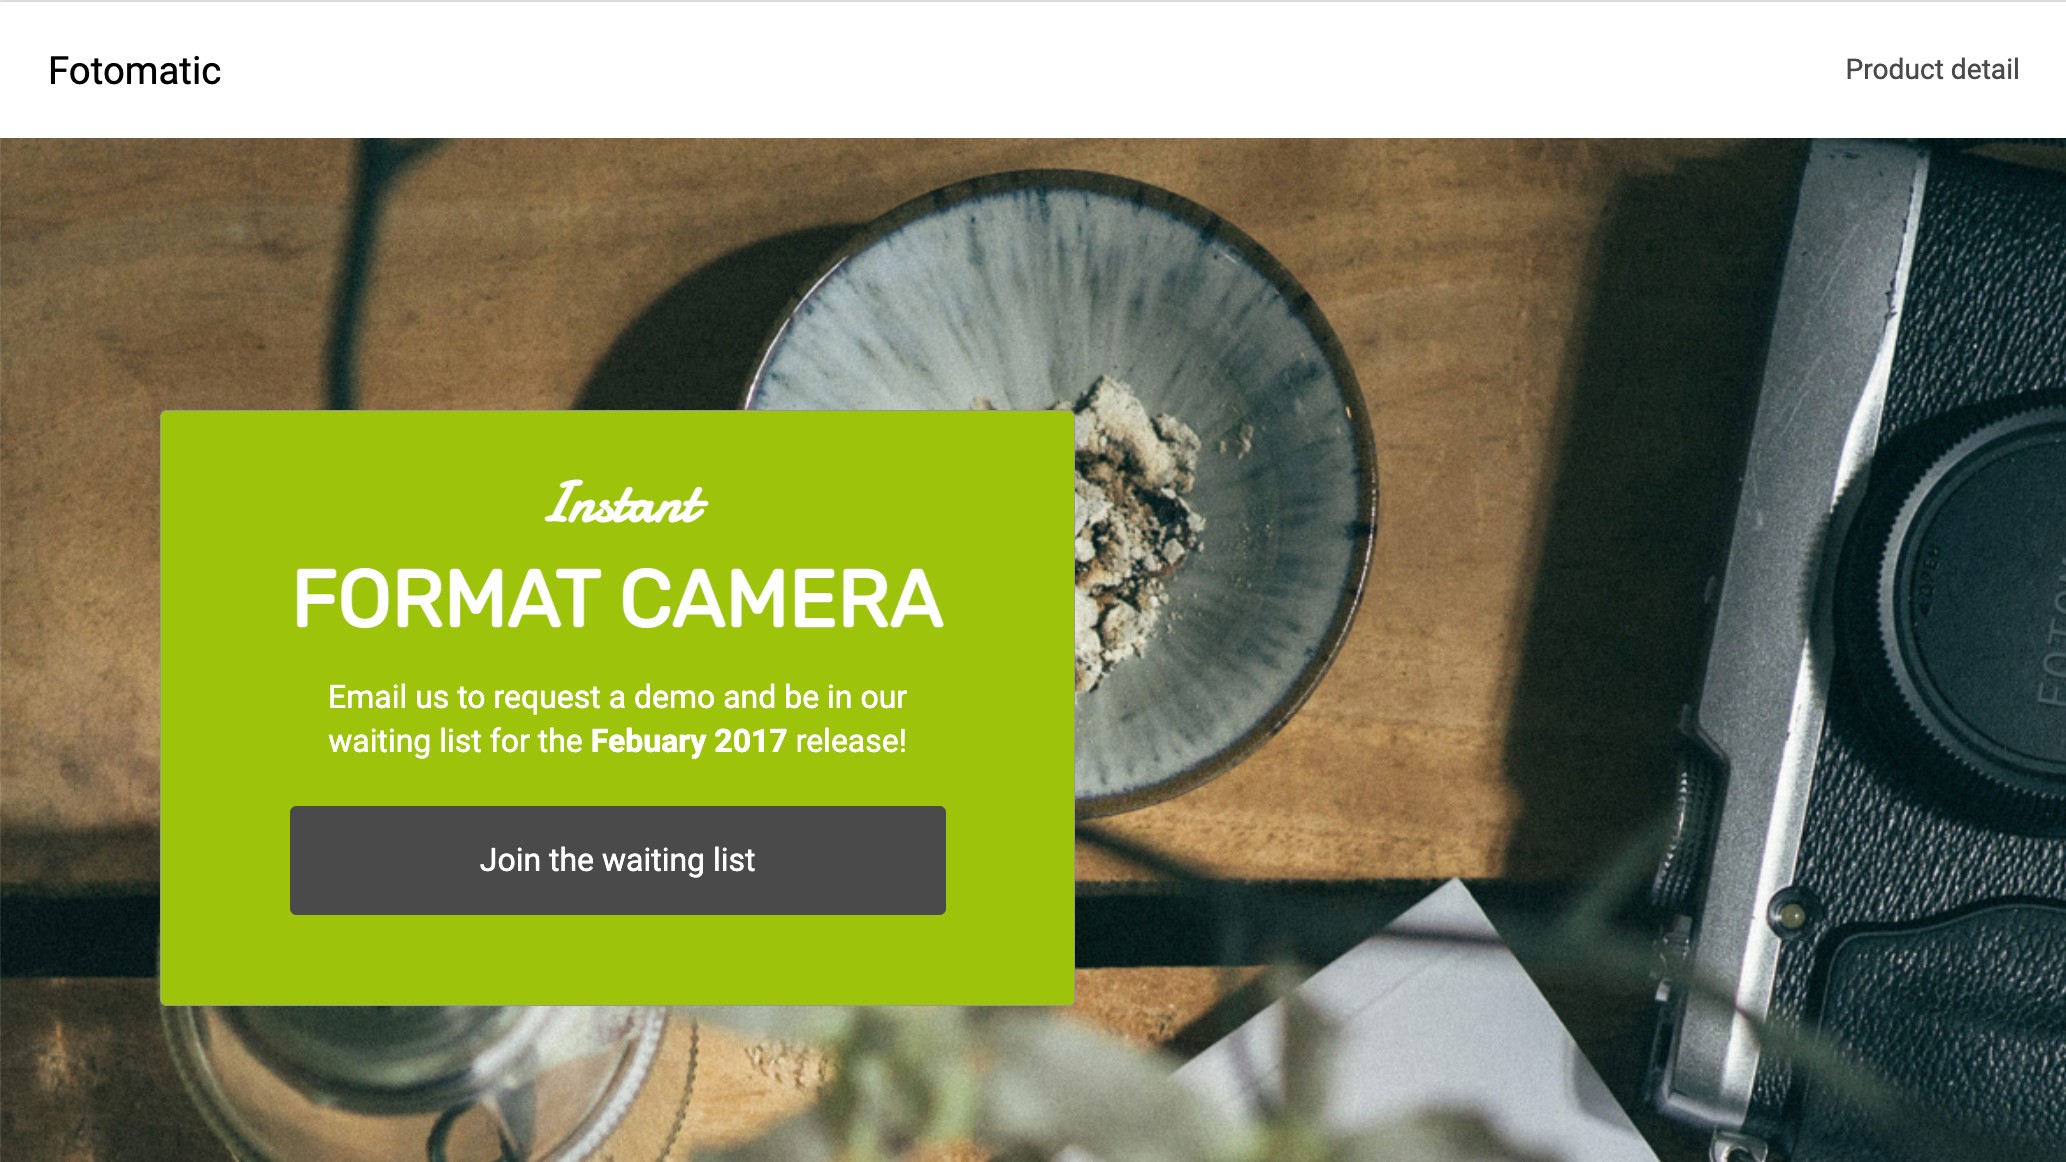 Fotomatic
Product detail
Instant
FORMAT CAMERA
Email us to request a demo and be in our
waiting list for the Febuary 2017 release!
Join the waiting list